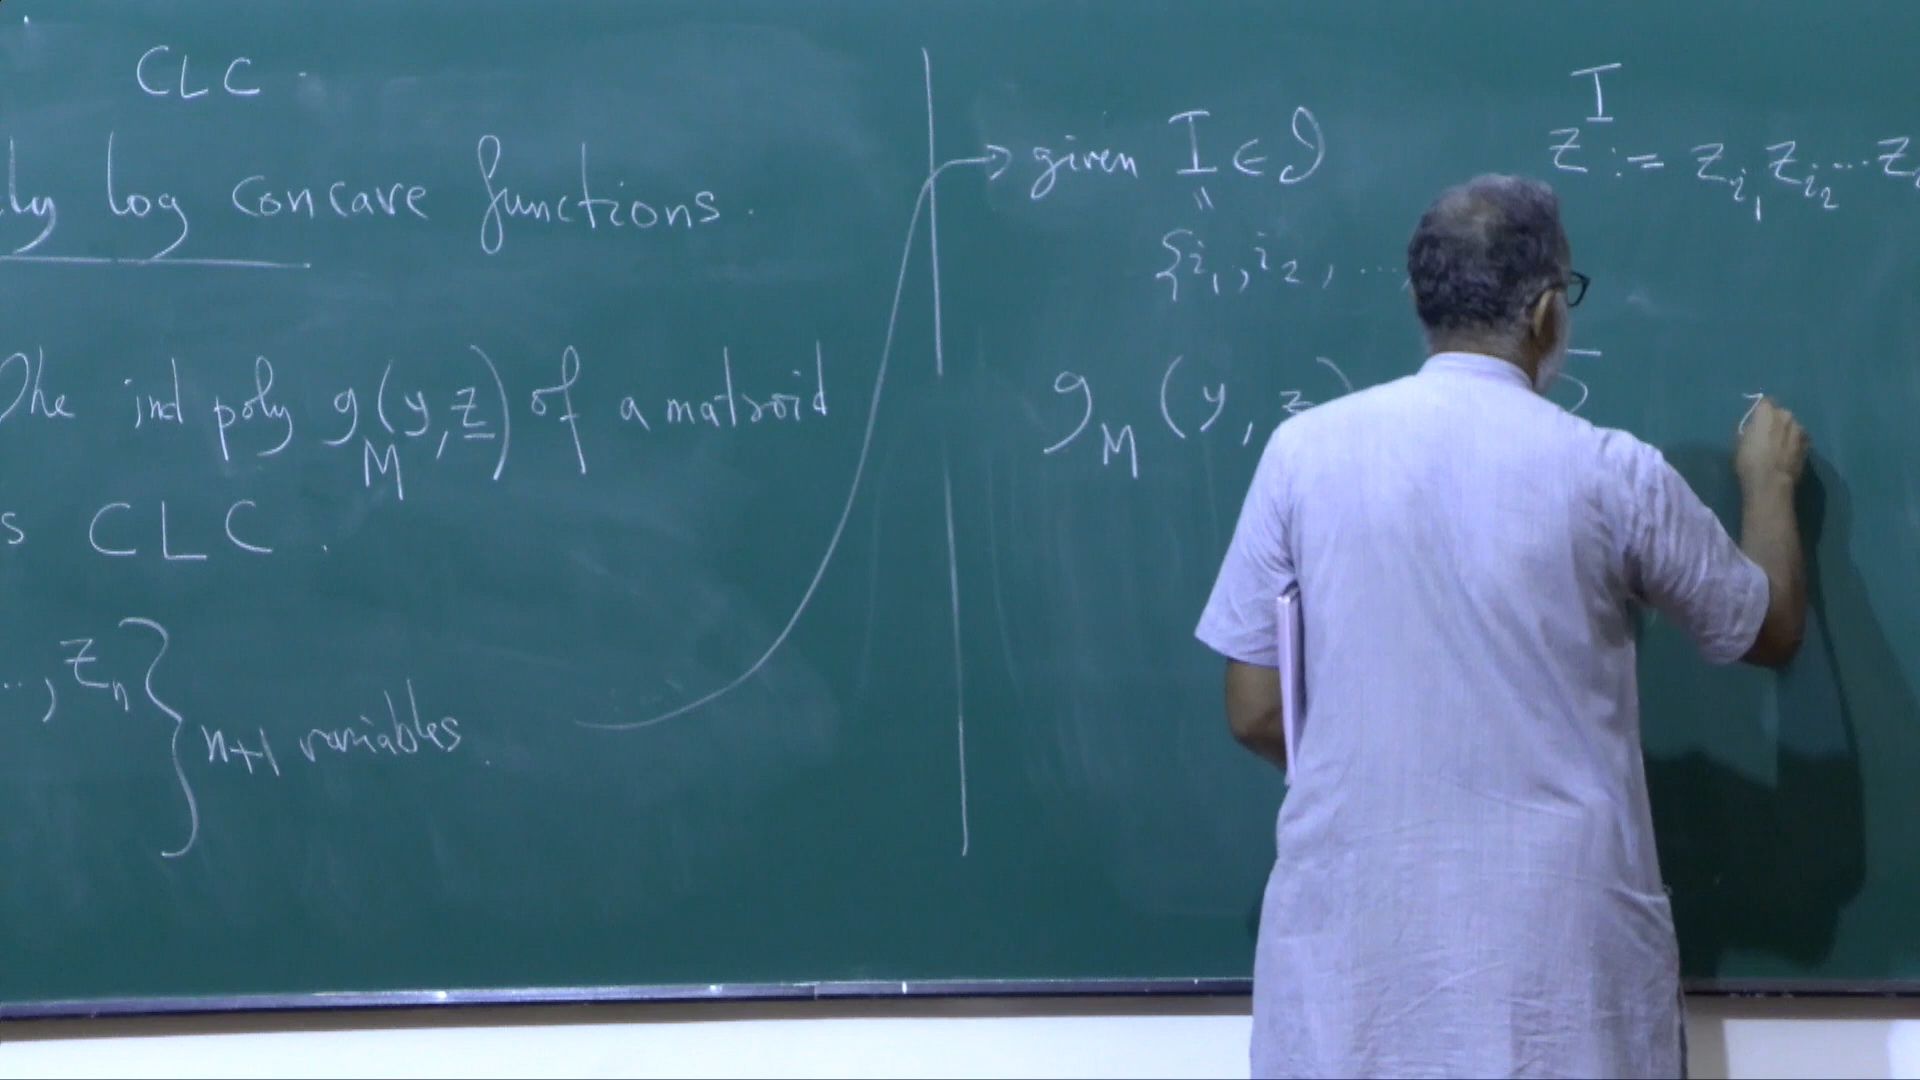 CLC.
ly log concave functions.
The ind poly g_M(y, z) of a matroid
s CLC.
.., z_n } n+1 variables.
→ given I ∈ 𝓘
z^I := z_{i_1} z_{i_2} ... z
=
{i_1, i_2, ...,
g_M (y, z) Σ z